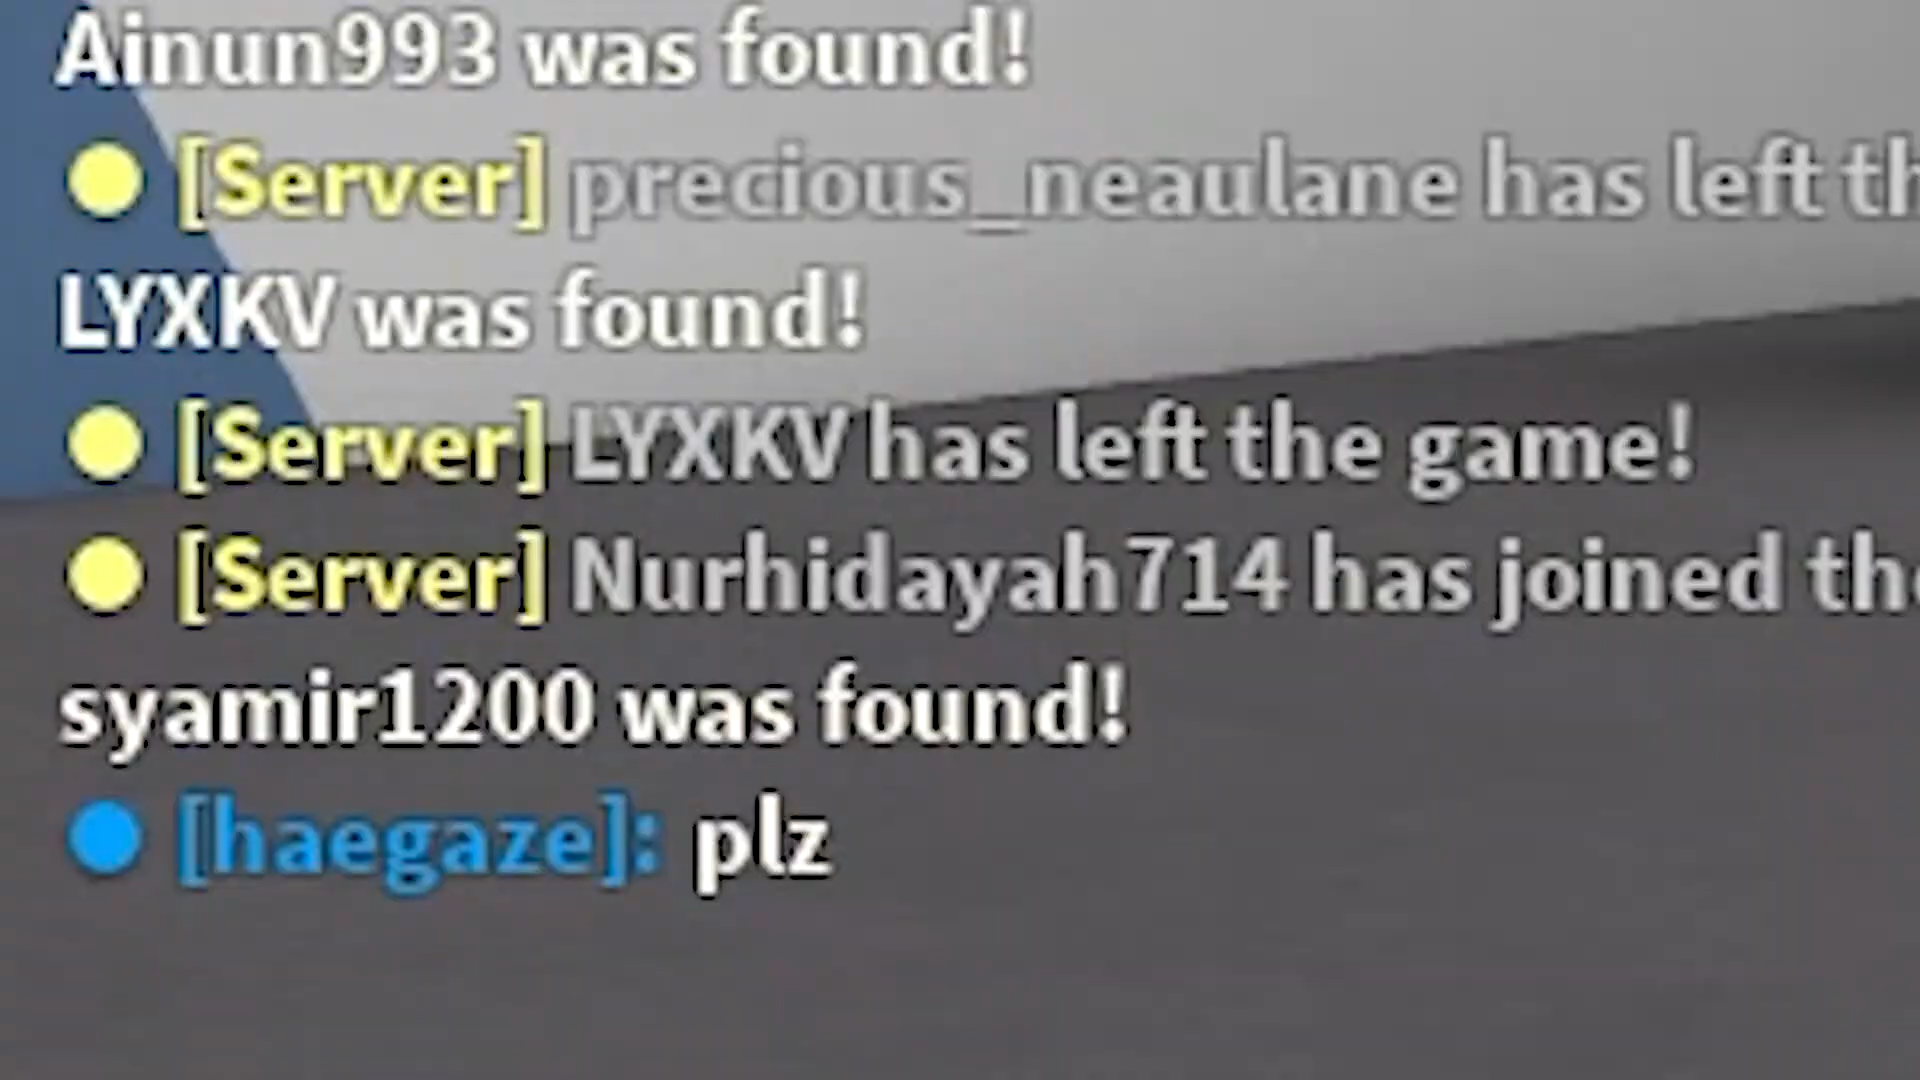 Ainun993 was found!
[Server] precious_neaulane has left th
LYXKV was found!
[Server] LYXKV has left the game!
[Server] Nurhidayah714 has joined the
syamir1200 was found!
[haegaze]: plz